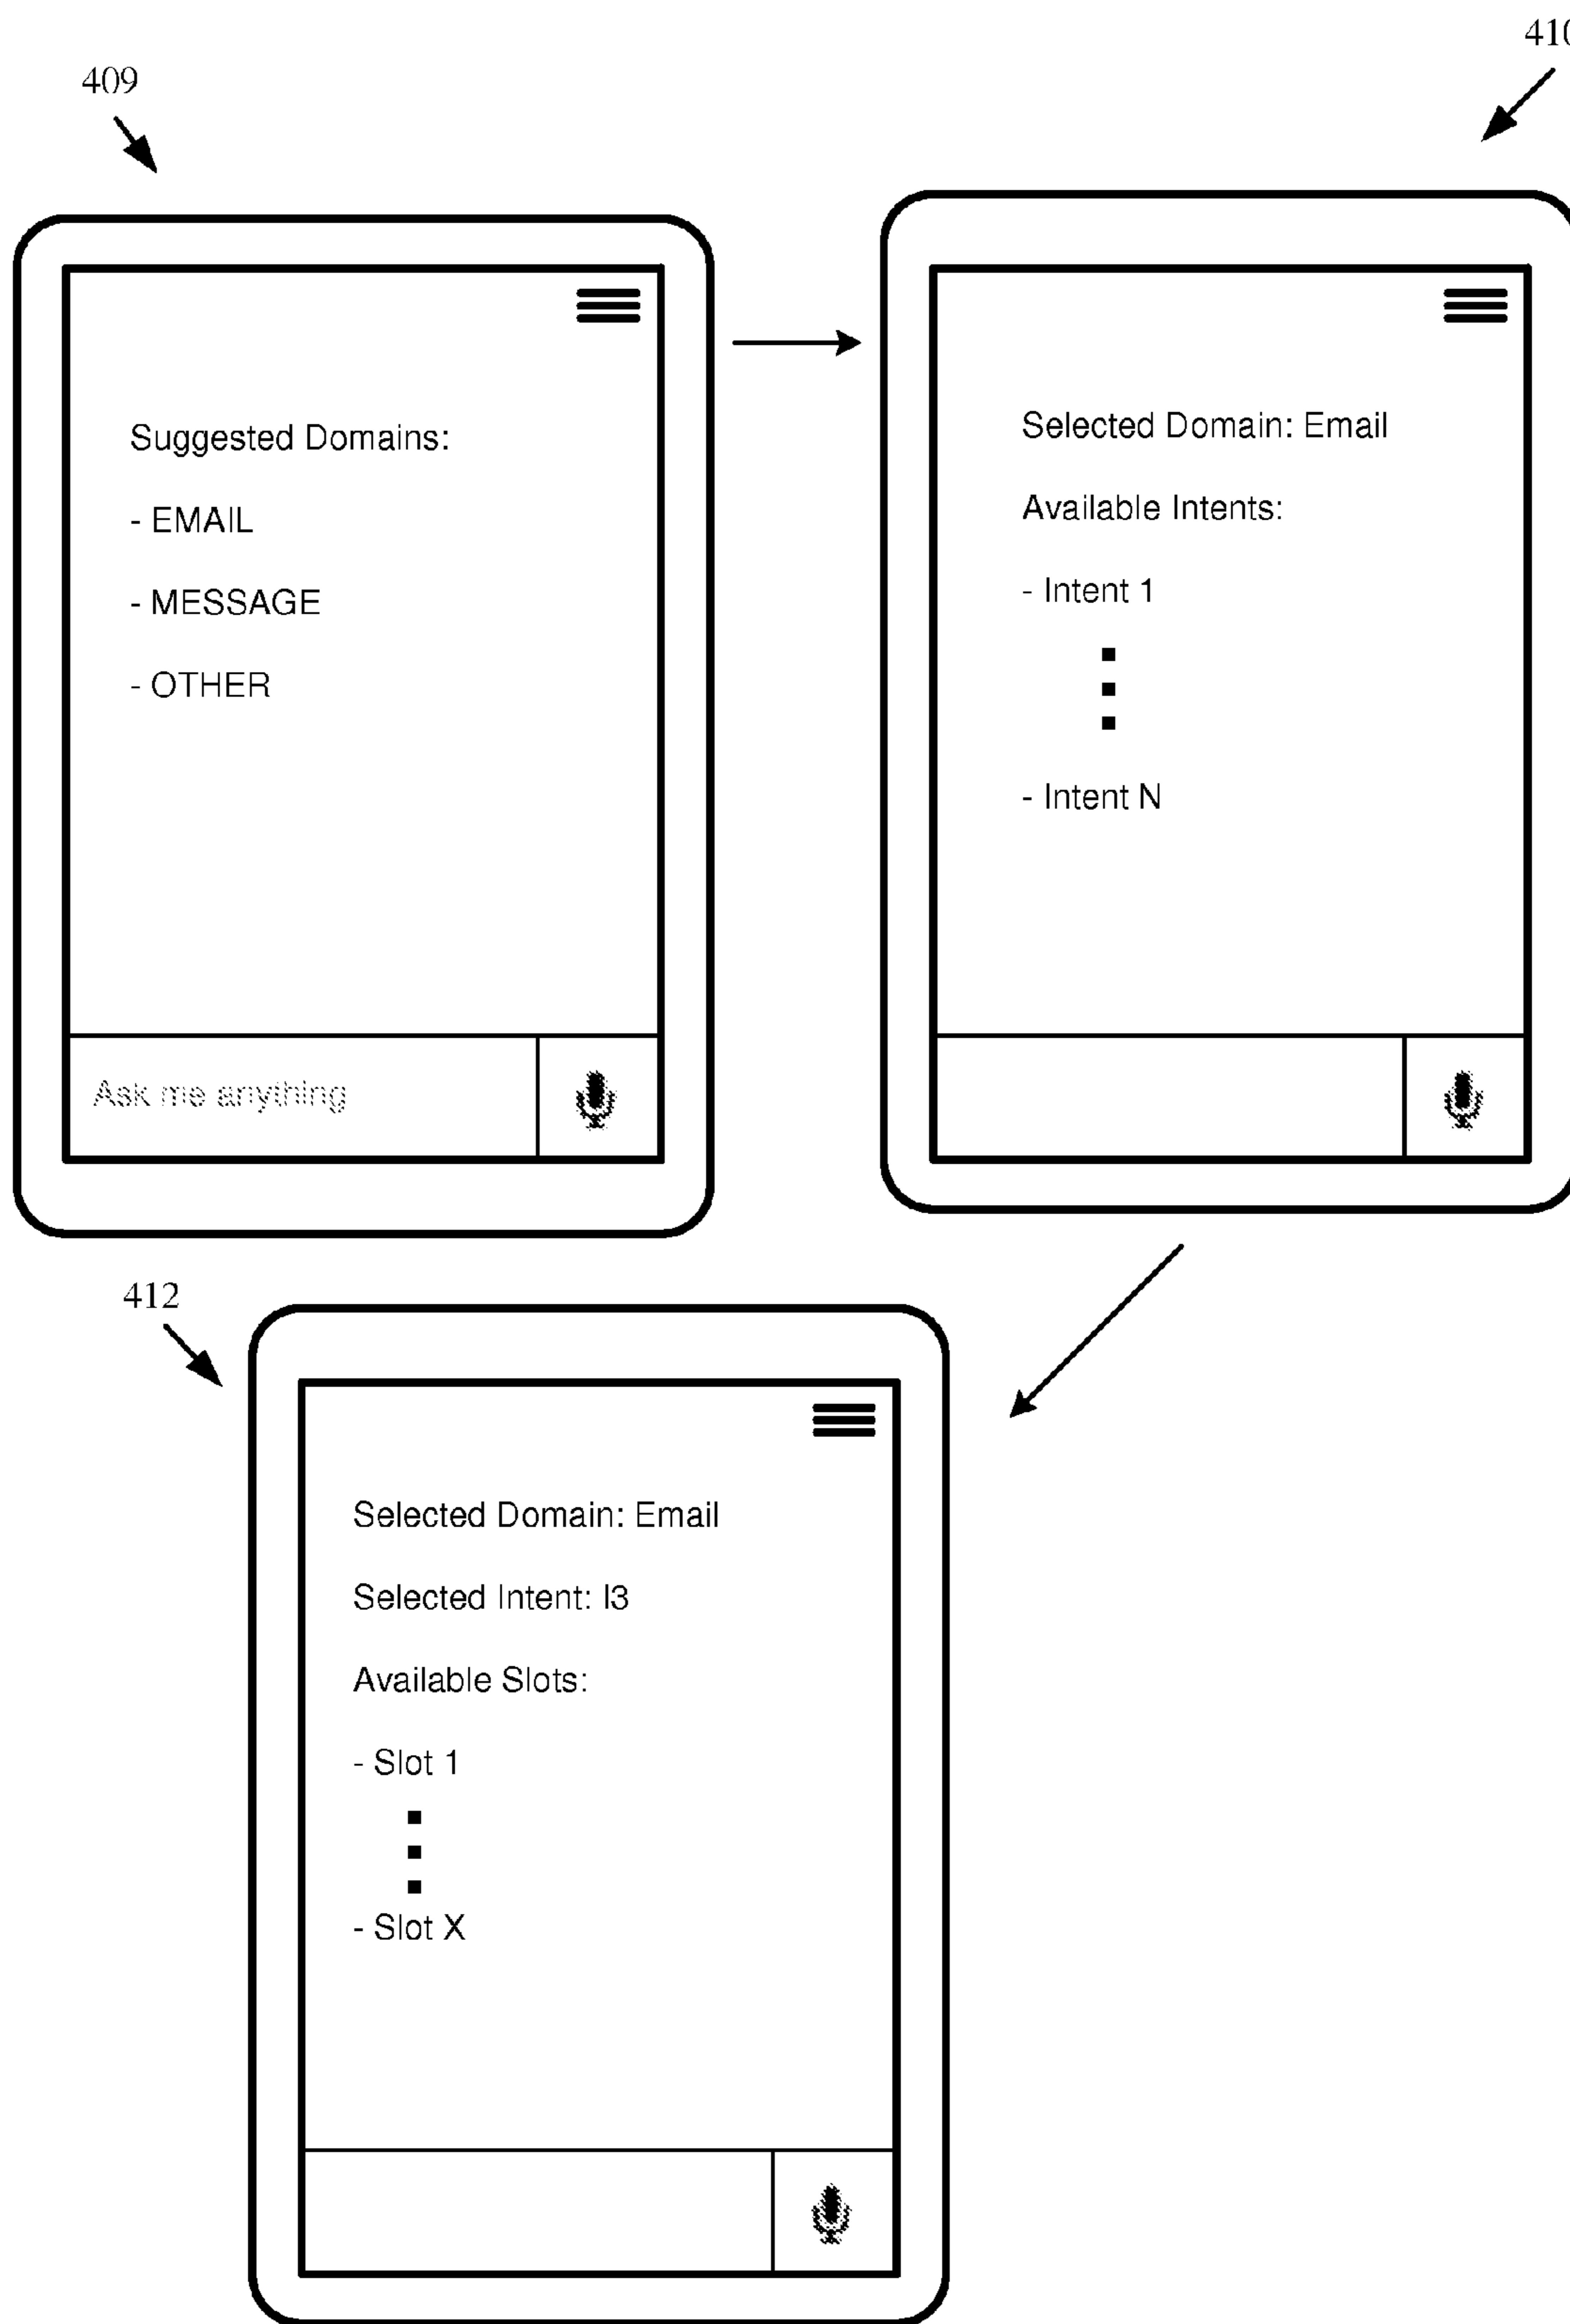 409
410
Suggested Domains:
- EMAIL
- MESSAGE
- OTHER
Ask me anything
Selected Domain: Email
Available Intents:
- Intent 1
- Intent N
412
Selected Domain: Email
Selected Intent: I3
Available Slots:
- Slot 1
- Slot X